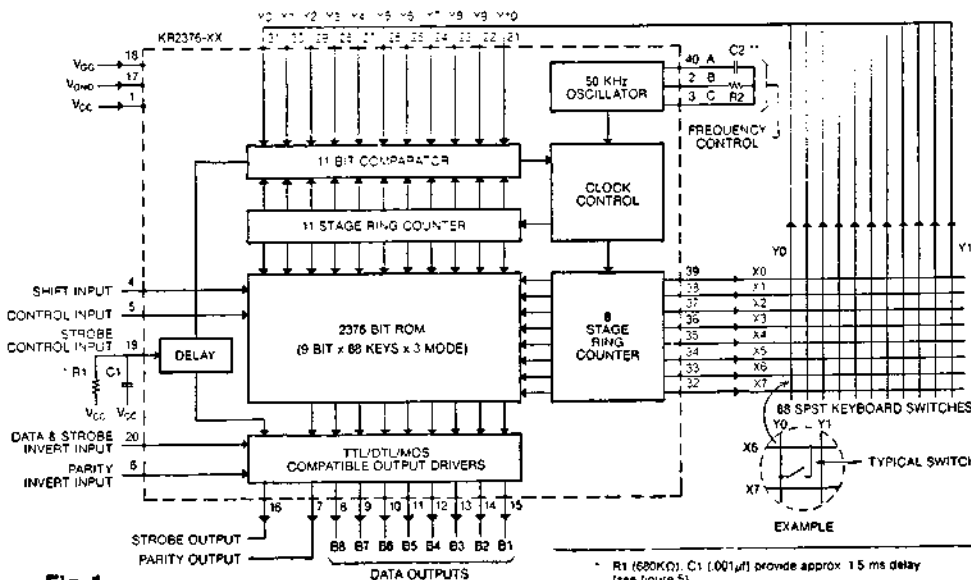 Y0 Y1 Y2 Y3 Y4 Y5 Y6 Y7 Y8 Y9 Y10
31 30 29 28 27 26 25 24 23 22 21
KR2376-XX
VGG 18
VGND 17
VCC 1
50 KHz
OSCILLATOR
40 A
2 B
3 C
C2 **
R2
FREQUENCY
CONTROL
11 BIT COMPARATOR
CLOCK
CONTROL
11 STAGE RING COUNTER
Y0 Y1
SHIFT INPUT 4
CONTROL INPUT 5
STROBE
CONTROL INPUT 19
DELAY
* R1 C1
VCC VCC
2376 BIT ROM
(9 BIT x 88 KEYS x 3 MODE)
8
STAGE
RING
COUNTER
39 X0
38 X1
37 X2
36 X3
35 X4
34 X5
33 X6
32 X7
88 SPST KEYBOARD SWITCHES
DATA & STROBE
INVERT INPUT 20
PARITY
INVERT INPUT 6
TTL/DTL/MOS
COMPATIBLE OUTPUT DRIVERS
Y0 Y1
X6
X7
TYPICAL SWITCH
EXAMPLE
16 7 8 9 10 11 12 13 14 15
STROBE OUTPUT
PARITY OUTPUT
B8 B7 B6 B5 B4 B3 B2 B1
DATA OUTPUTS
* R1 (680KΩ), C1 (.001µf) provide approx 1.5 ms delay
(see figure 5)